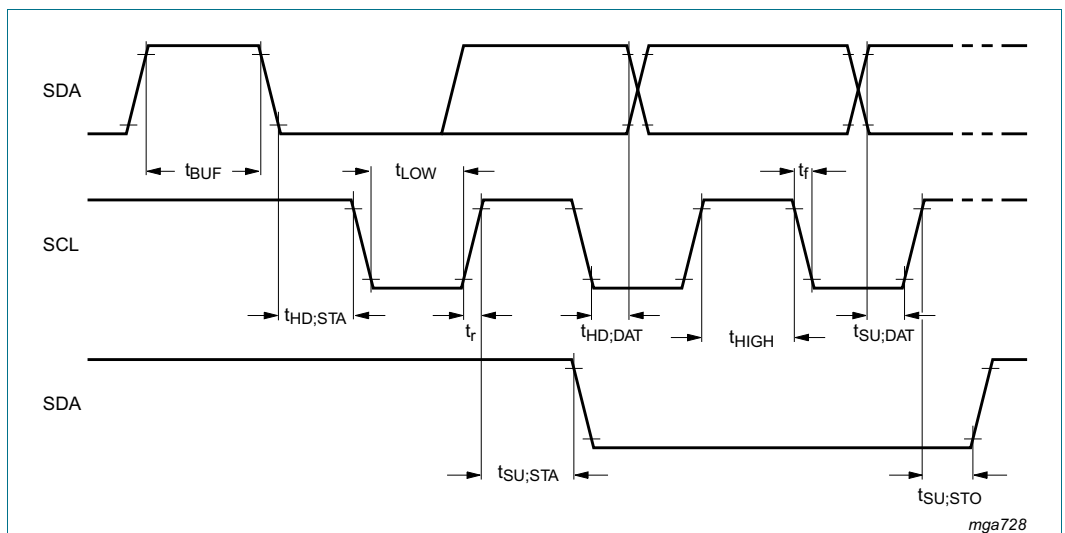 SDA
tBUF
tLOW
tf
SCL
tHD;STA
tr
tHD;DAT
tHIGH
tSU;DAT
SDA
tSU;STA
tSU;STO
mga728